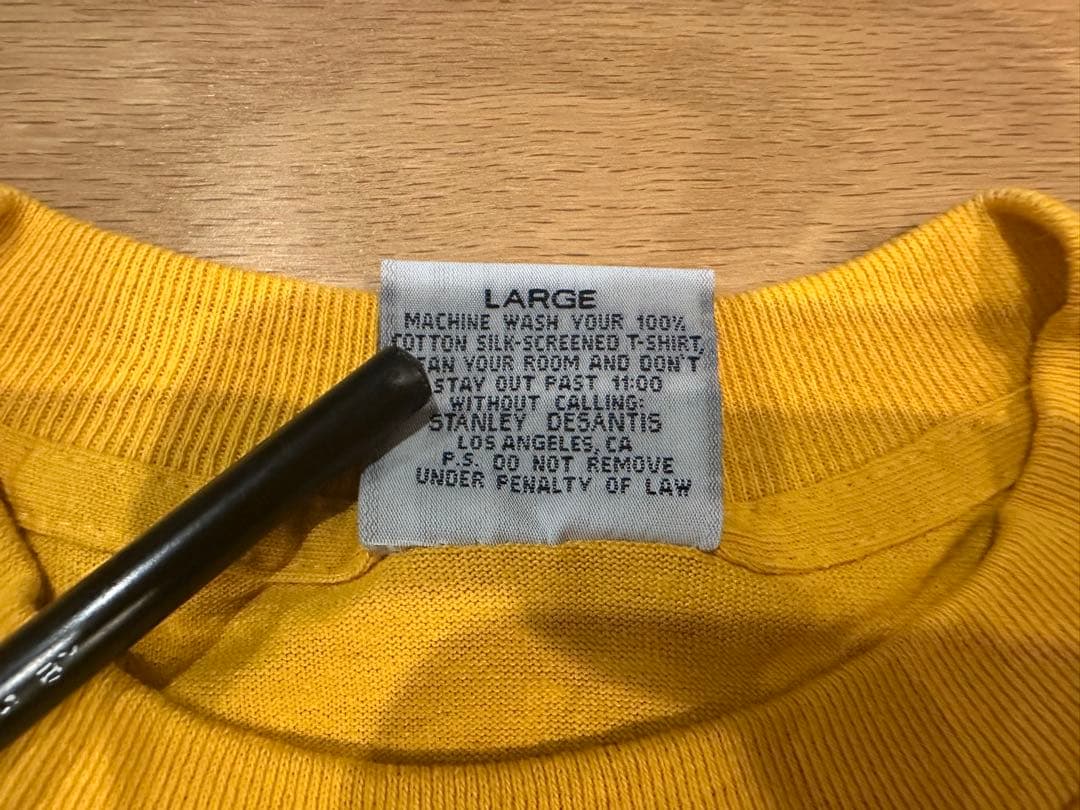 LARGE
MACHINE WASH YOUR 100%
COTTON SILK-SCREENED T-SHIRT,
YOUR ROOM AND DON'T
STAY OUT PAST 11:00
WITHOUT CALLING:
STANLEY DESANTIS
LOS ANGELES, CA
P.S. DO NOT REMOVE
UNDER PENALTY OF LAW